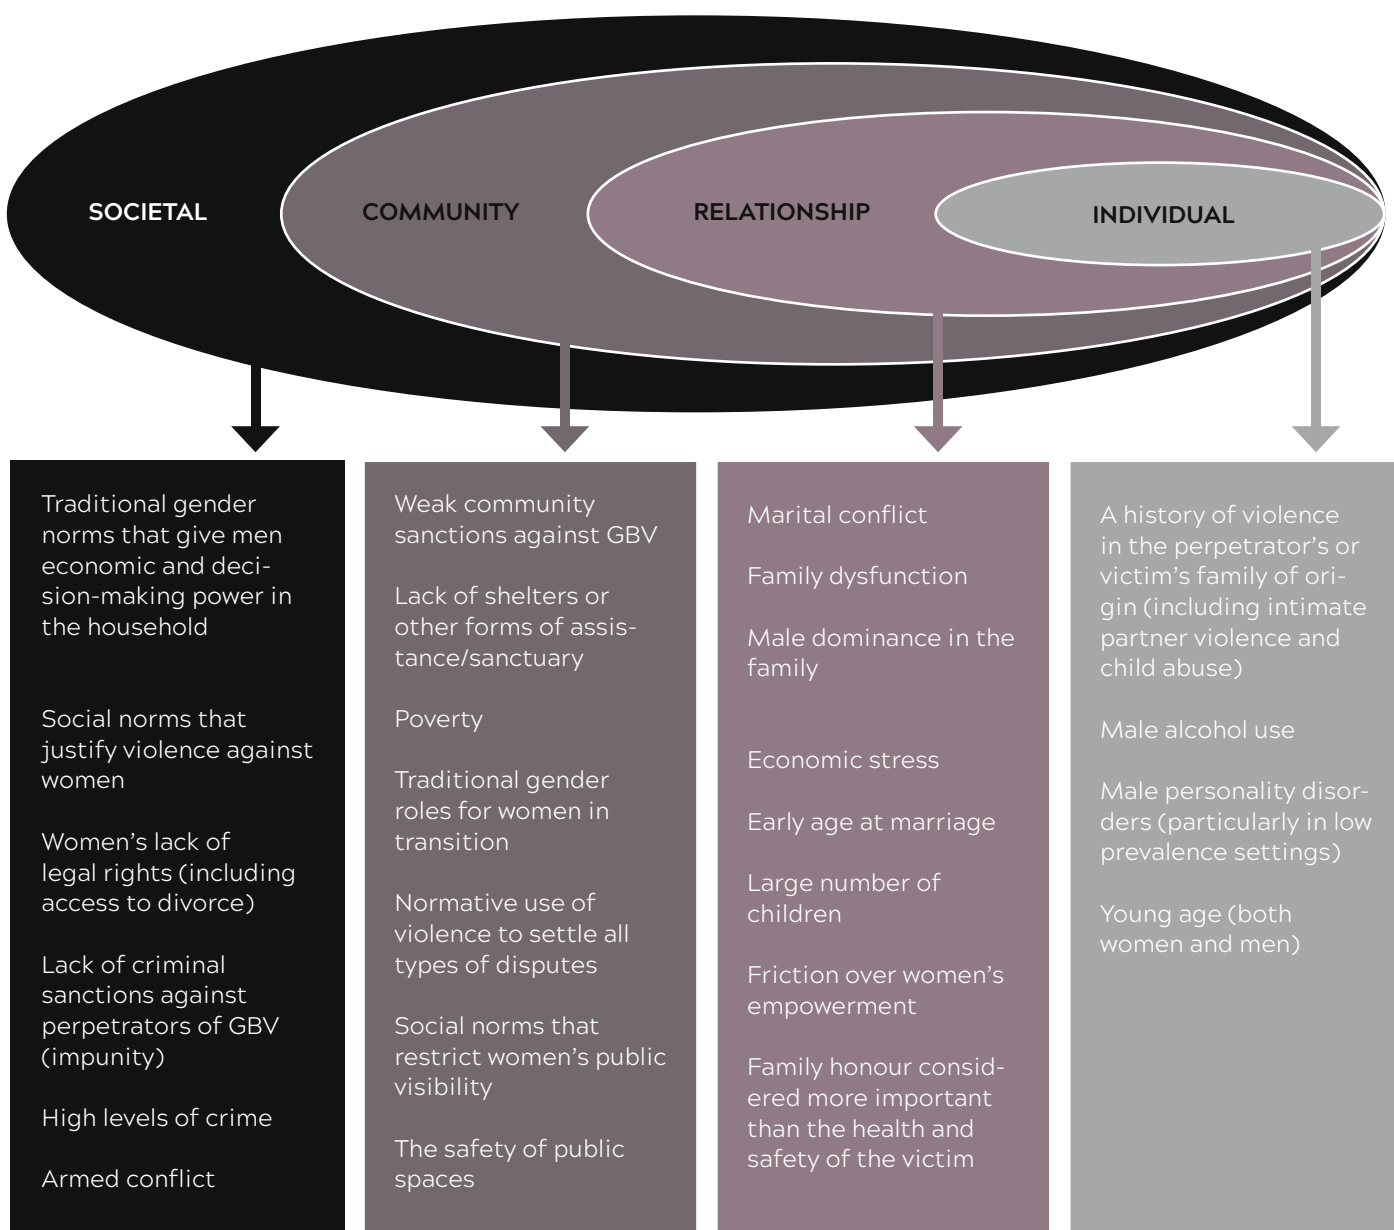 SOCIETAL
COMMUNITY
RELATIONSHIP
INDIVIDUAL
Traditional gender
norms that give men
economic and deci-
sion-making power in
the household
Social norms that
justify violence against
women
Women's lack of
legal rights (including
access to divorce)
Lack of criminal
sanctions against
perpetrators of GBV
(impunity)
High levels of crime
Armed conflict
Weak community
sanctions against GBV
Lack of shelters or
other forms of assis-
tance/sanctuary
Poverty
Traditional gender
roles for women in
transition
Normative use of
violence to settle all
types of disputes
Social norms that
restrict women's public
visibility
The safety of public
spaces
Marital conflict
Family dysfunction
Male dominance in the
family
Economic stress
Early age at marriage
Large number of
children
Friction over women's
empowerment
Family honour consid-
ered more important
than the health and
safety of the victim
A history of violence
in the perpetrator's or
victim's family of ori-
gin (including intimate
partner violence and
child abuse)
Male alcohol use
Male personality disor-
ders (particularly in low
prevalence settings)
Young age (both
women and men)